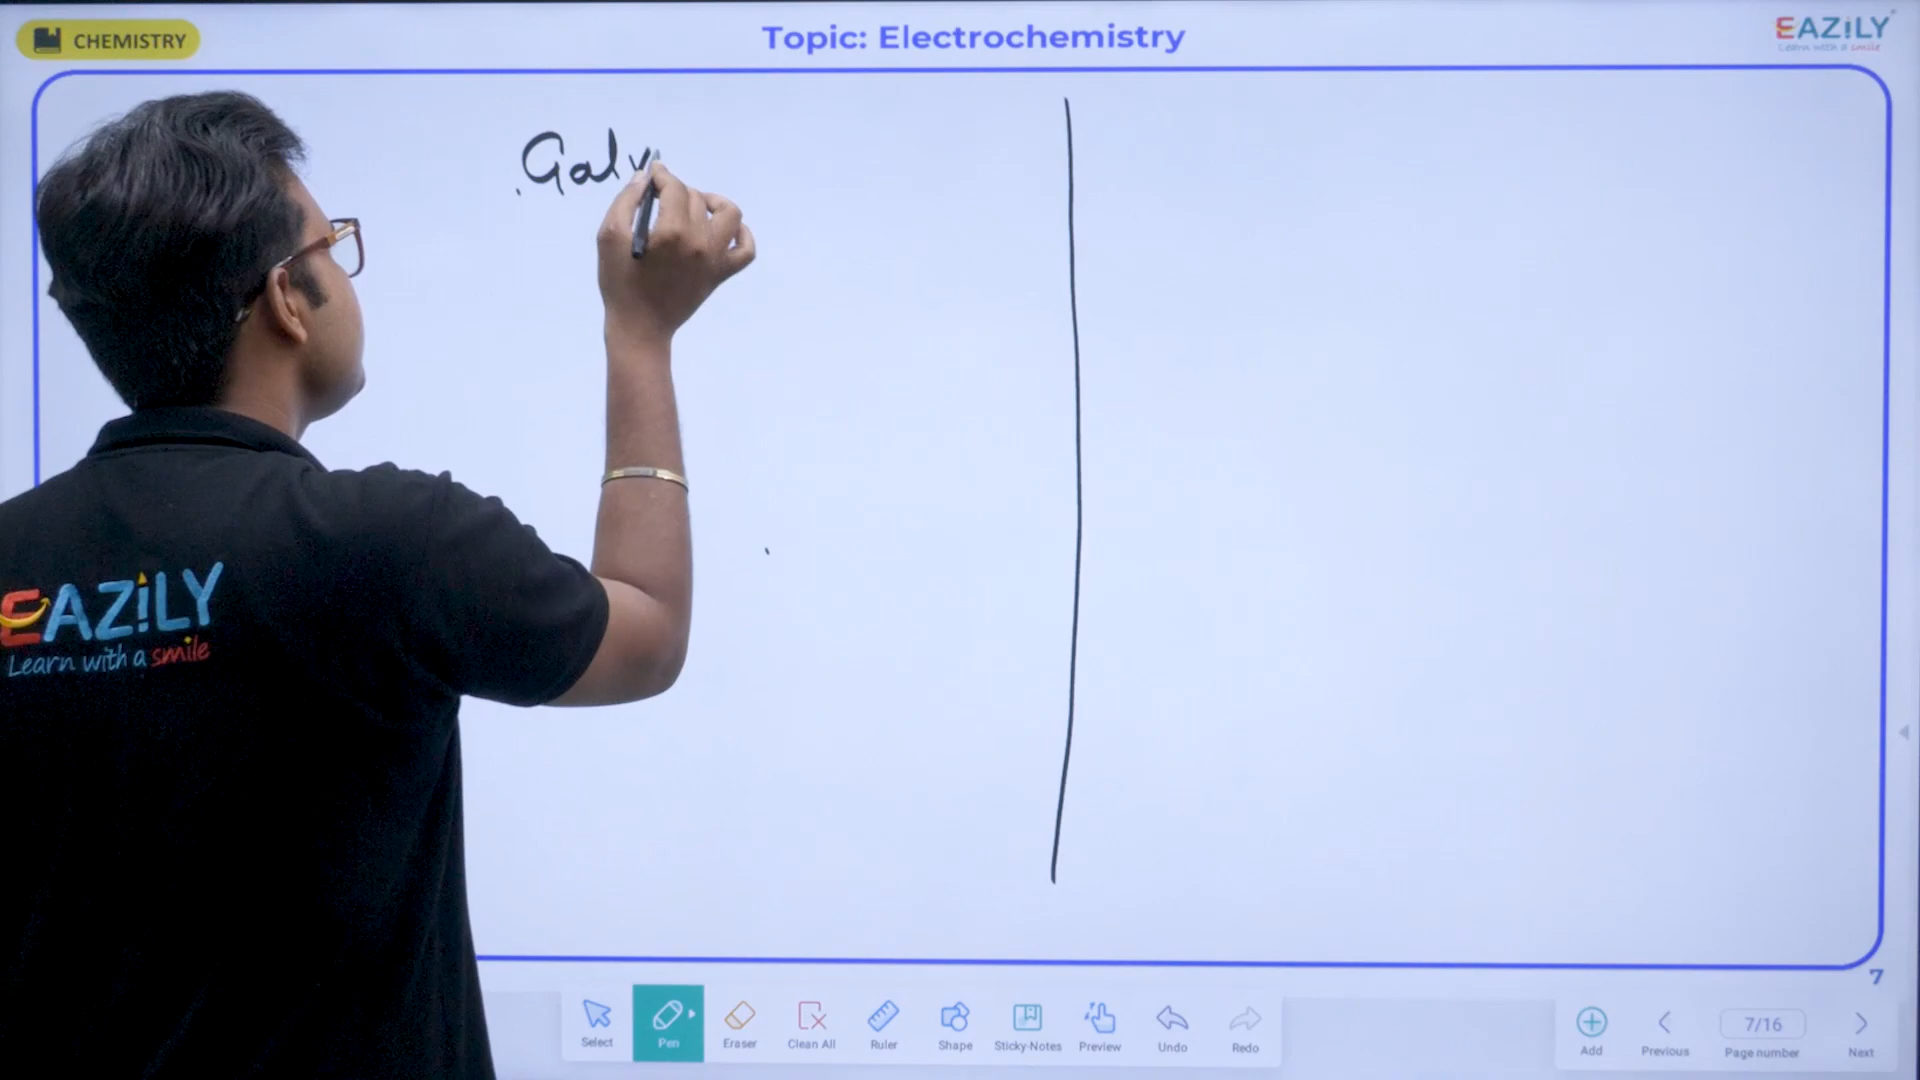 CHEMISTRY
Topic: Electrochemistry
EAZiLY
Learn with a smile
Galv
EAZiLY
Learn with a smile
7
Select
Pen
Eraser
Clean All
Ruler
Shape
Sticky-Notes
Preview
Undo
Redo
Add
Previous
7/16
Page number
Next